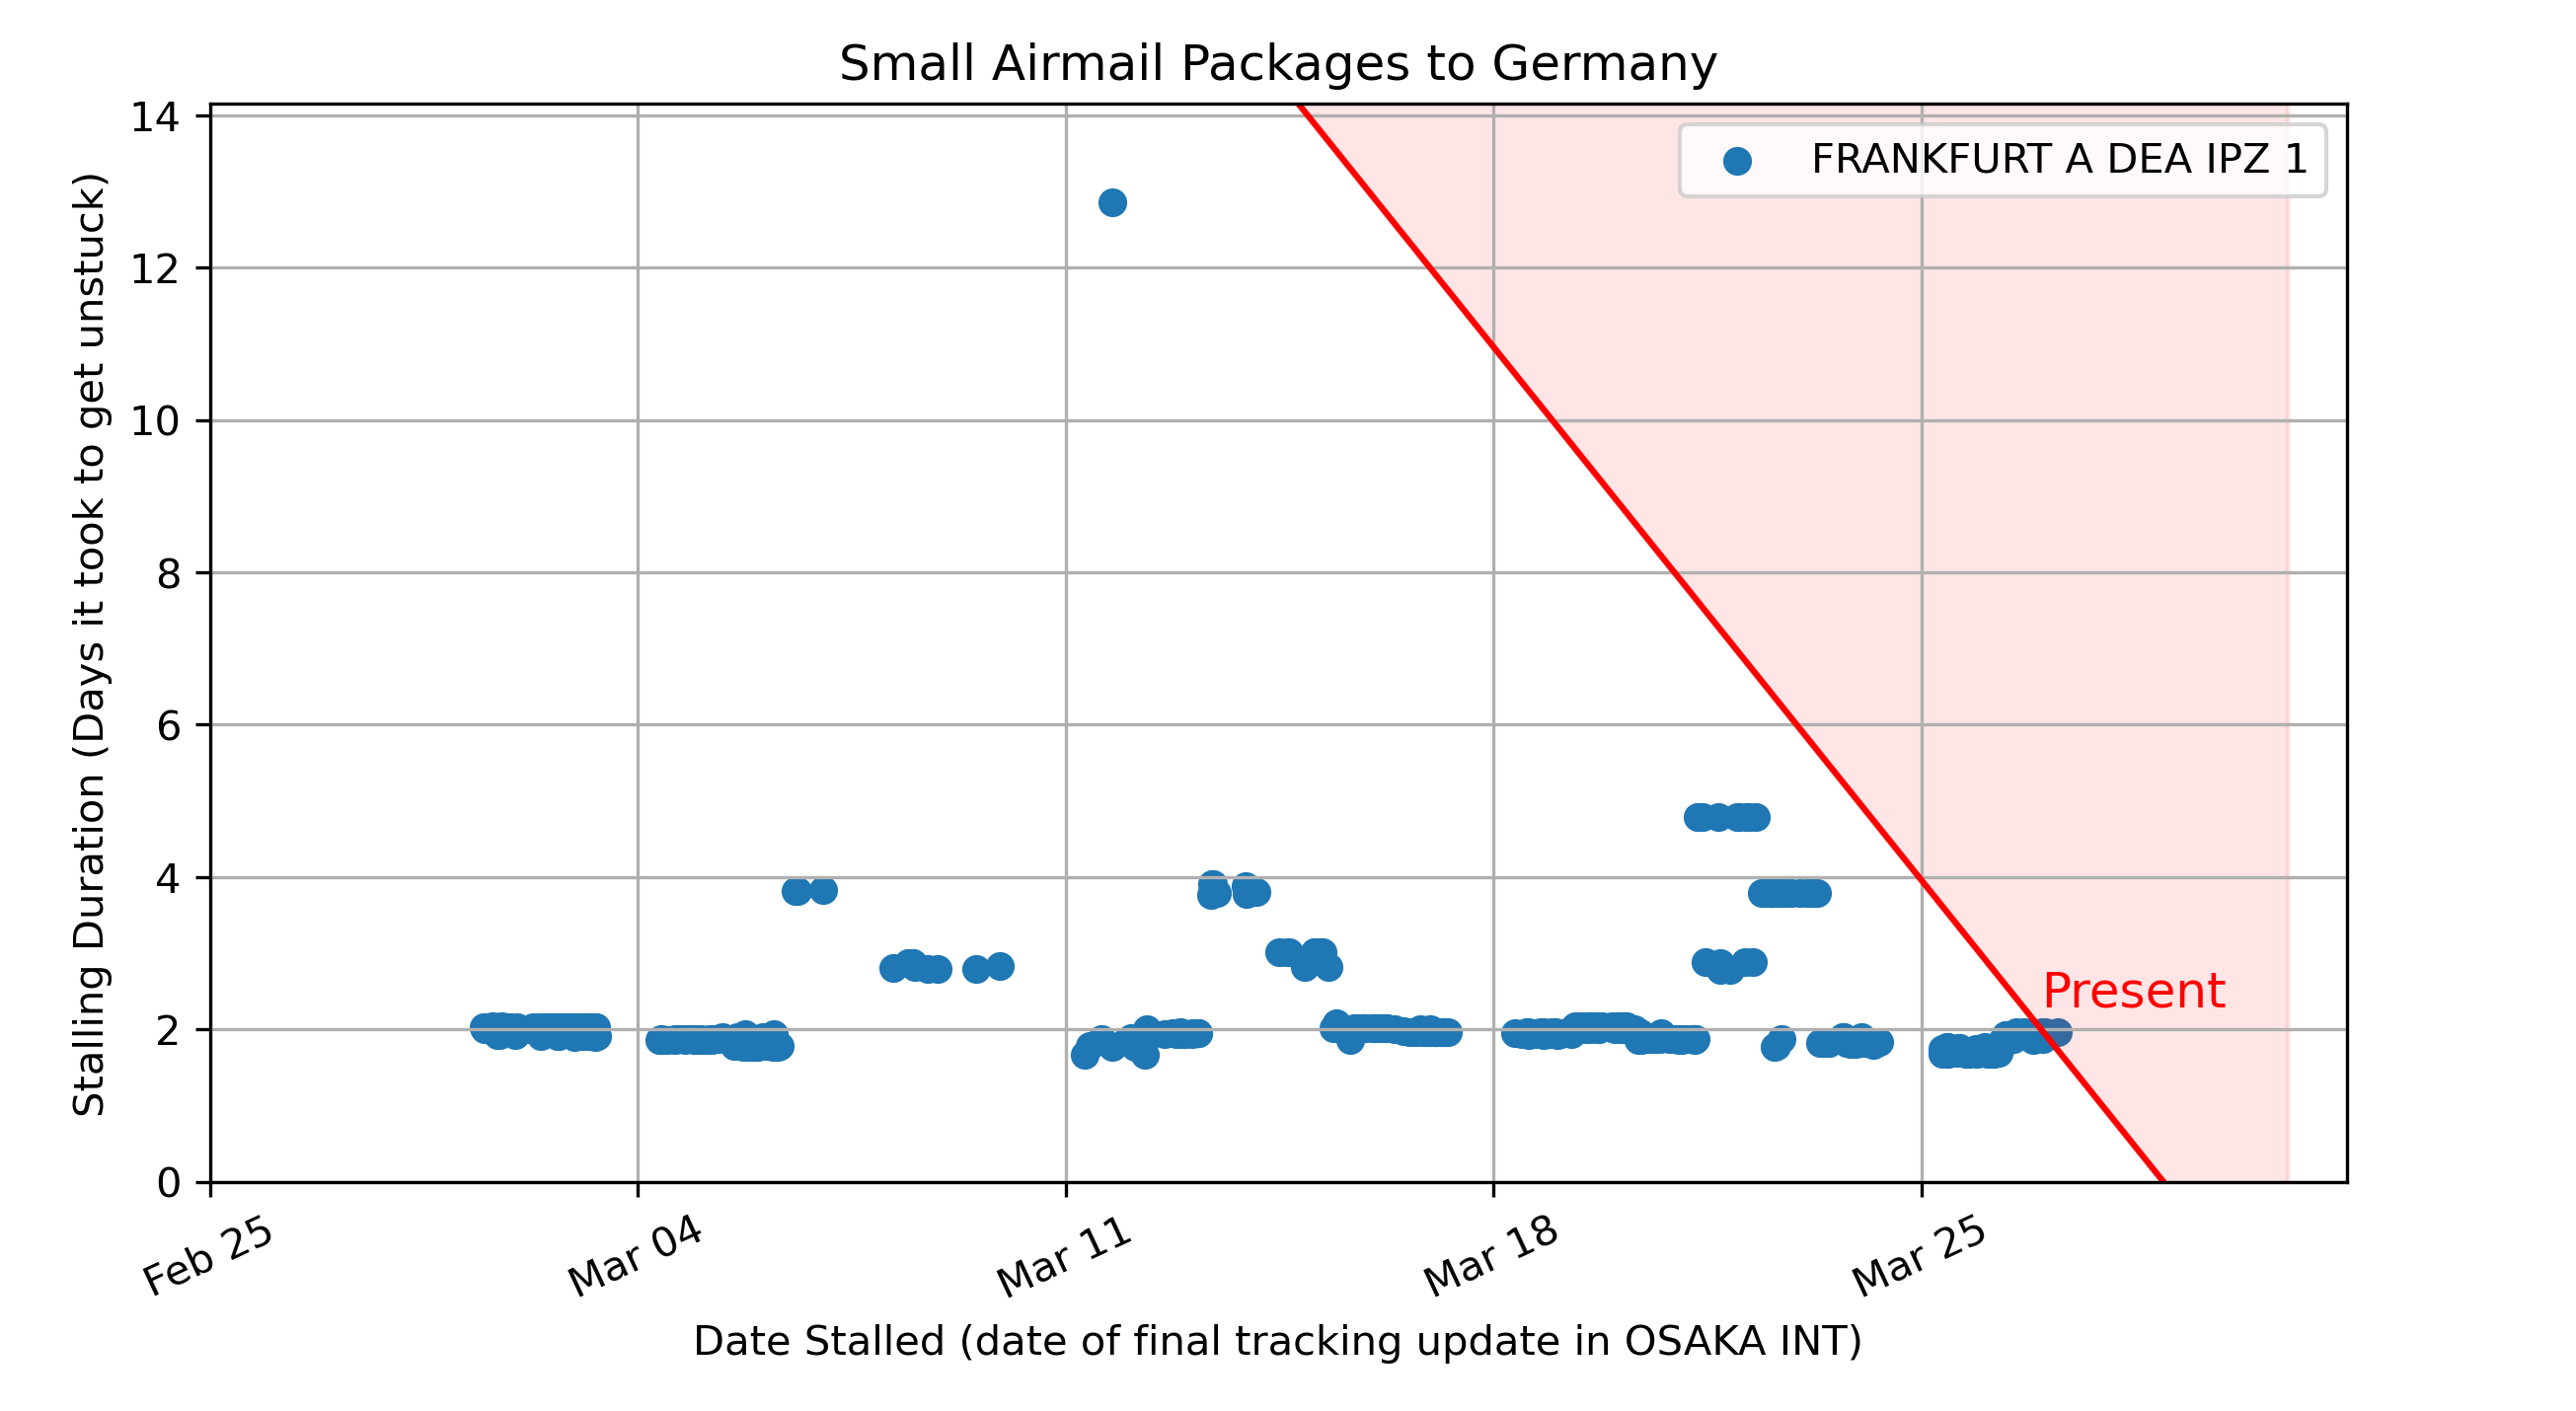 Small Airmail Packages to Germany
Stalling Duration (Days it took to get unstuck)
14
12
10
8
6
4
2
0
FRANKFURT A DEA IPZ 1
Present
Feb 25
Mar 04
Mar 11
Mar 18
Mar 25
Date Stalled (date of final tracking update in OSAKA INT)